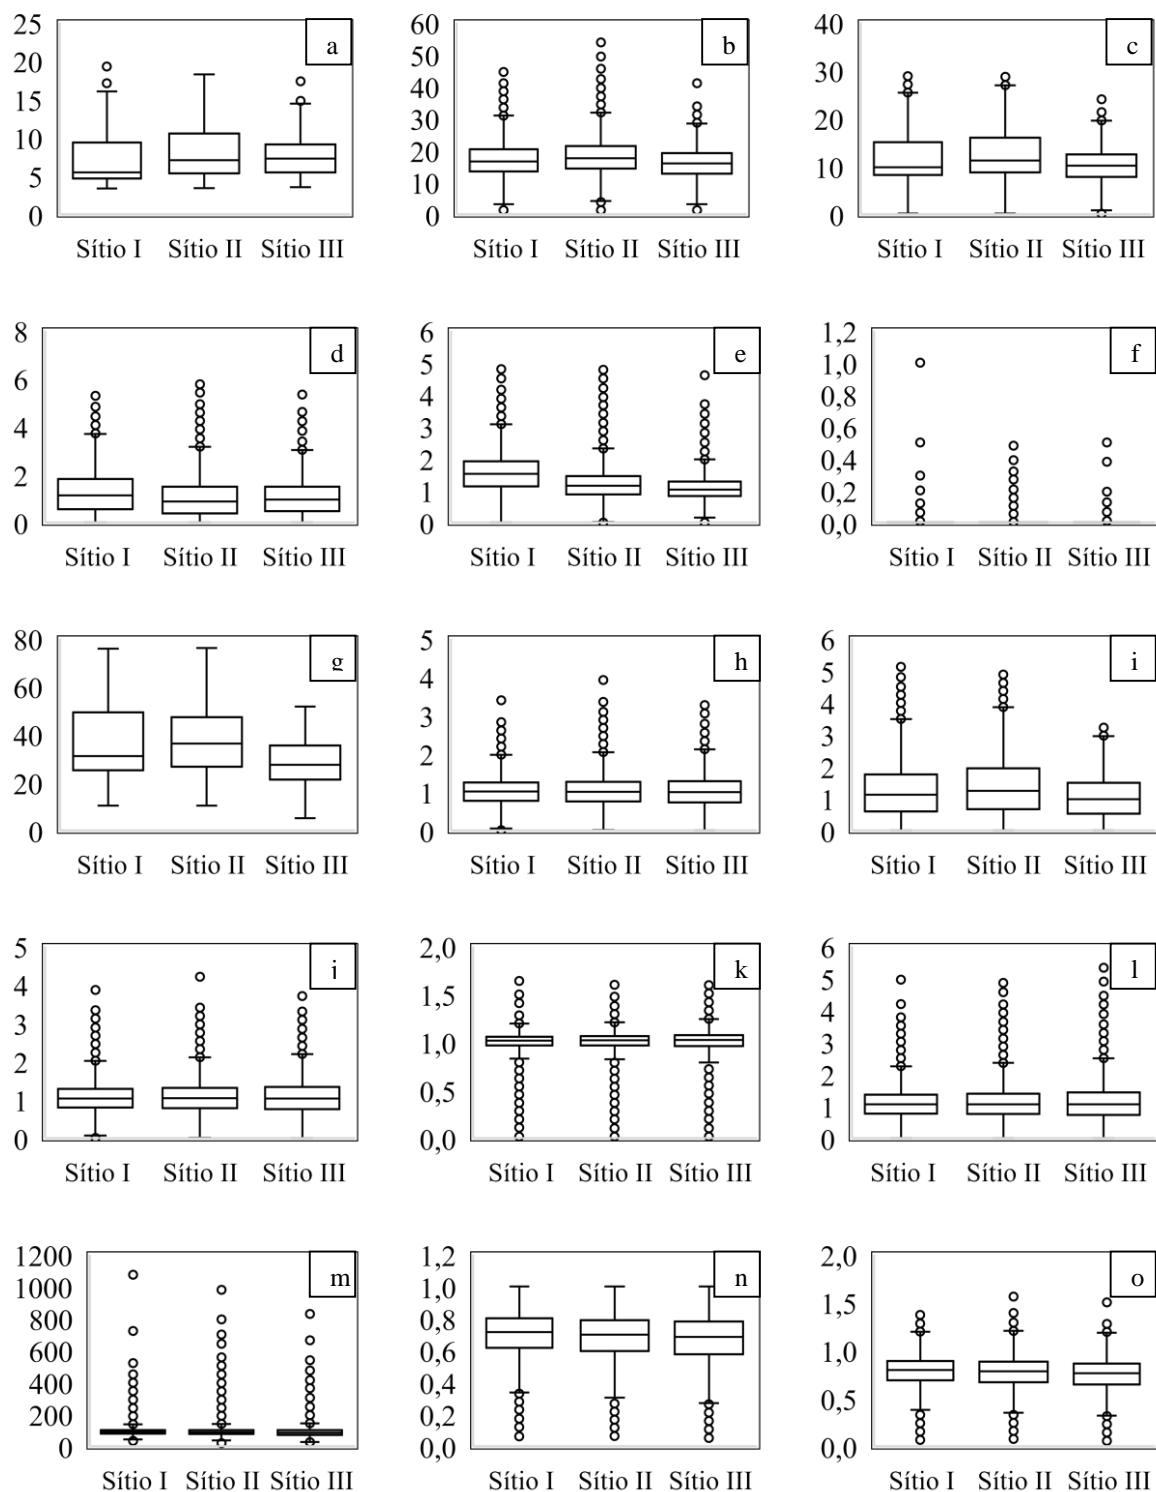 25 20 15 10 5 0 a
60 50 40 30 20 10 0 b
40 30 20 10 0 c
Sítio I Sítio II Sítio III
Sítio I Sítio II Sítio III
Sítio I Sítio II Sítio III
8 6 4 2 0 d
6 5 4 3 2 1 0 e
1,2 1,0 0,8 0,6 0,4 0,2 0,0 f
Sítio I Sítio II Sítio III
Sítio I Sítio II Sítio III
Sítio I Sítio II Sítio III
80 60 40 20 0 g
5 4 3 2 1 0 h
6 5 4 3 2 1 0 i
Sítio I Sítio II Sítio III
Sítio I Sítio II Sítio III
Sítio I Sítio II Sítio III
5 4 3 2 1 0 j
2,0 1,5 1,0 0,5 0,0 k
6 5 4 3 2 1 0 l
Sítio I Sítio II Sítio III
Sítio I Sítio II Sítio III
Sítio I Sítio II Sítio III
1200 1000 800 600 400 200 0 m
1,2 1,0 0,8 0,6 0,4 0,2 0,0 n
2,0 1,5 1,0 0,5 0,0 o
Sítio I Sítio II Sítio III
Sítio I Sítio II Sítio III
Sítio I Sítio II Sítio III